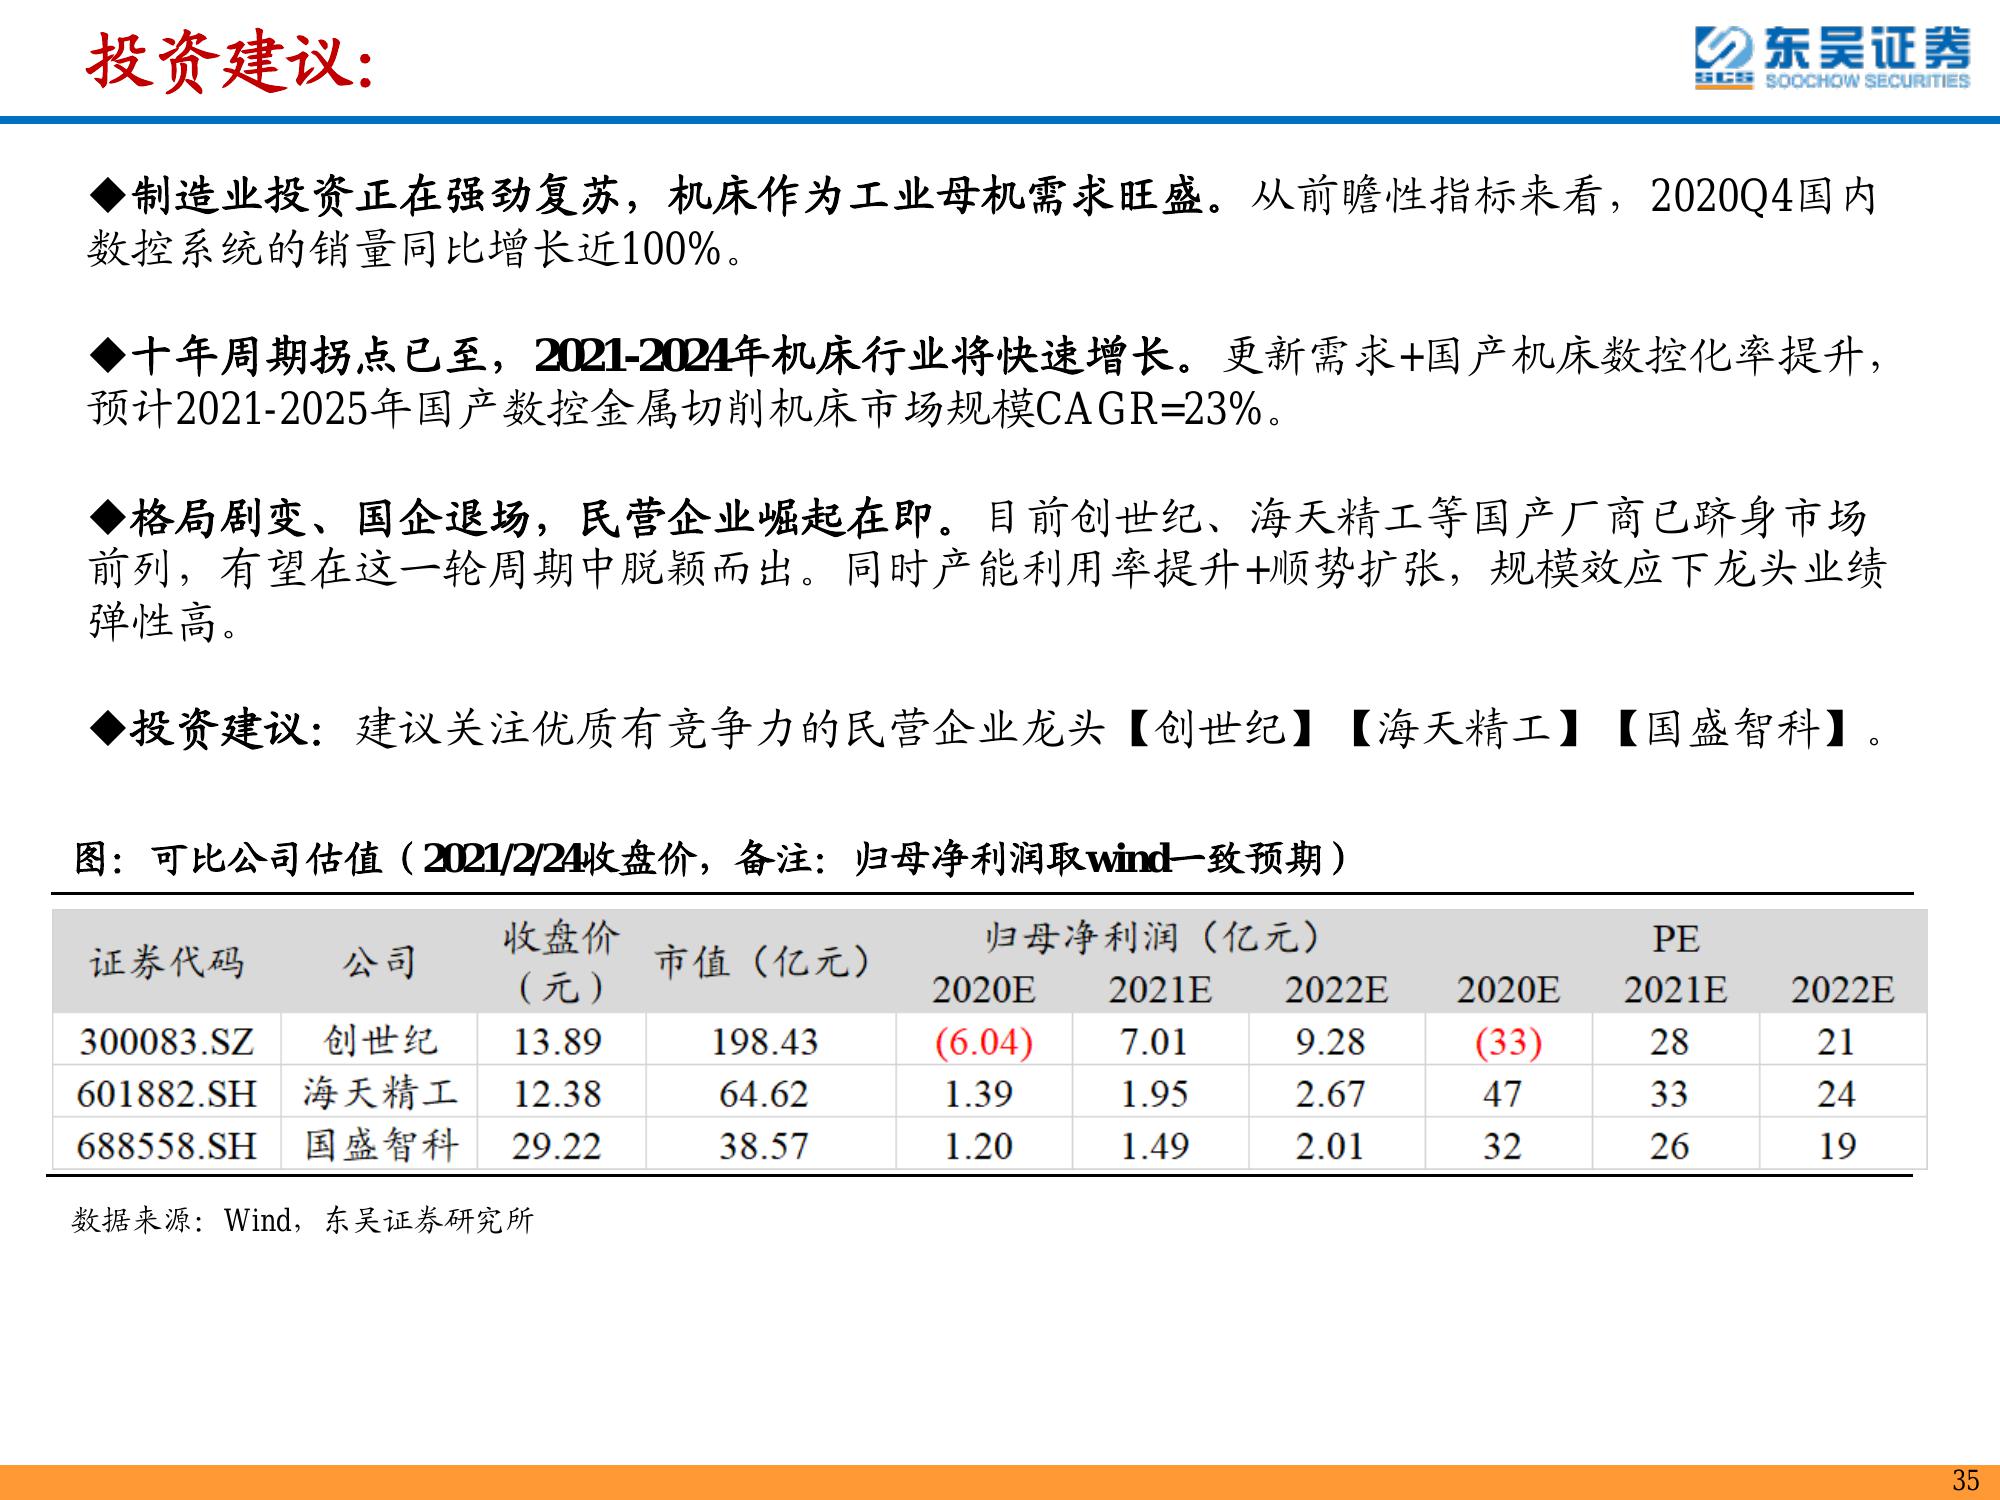 投资建议：
东吴证券
SCS SOOCHOW SECURITIES
◆制造业投资正在强劲复苏，机床作为工业母机需求旺盛。从前瞻性指标来看，2020Q4国内
数控系统的销量同比增长近100%。
◆十年周期拐点已至，2021-2024年机床行业将快速增长。更新需求+国产机床数控化率提升，
预计2021-2025年国产数控金属切削机床市场规模CAGR=23%。
◆格局剧变、国企退场，民营企业崛起在即。目前创世纪、海天精工等国产厂商已跻身市场
前列，有望在这一轮周期中脱颖而出。同时产能利用率提升+顺势扩张，规模效应下龙头业绩
弹性高。
◆投资建议：建议关注优质有竞争力的民营企业龙头【创世纪】【海天精工】【国盛智科】。
图：可比公司估值（2021/2/24收盘价，备注：归母净利润取wind一致预期）
证券代码 公司 收盘价（元） 市值（亿元） 归母净利润（亿元） PE
2020E 2021E 2022E 2020E 2021E 2022E
300083.SZ 创世纪 13.89 198.43 (6.04) 7.01 9.28 (33) 28 21
601882.SH 海天精工 12.38 64.62 1.39 1.95 2.67 47 33 24
688558.SH 国盛智科 29.22 38.57 1.20 1.49 2.01 32 26 19
数据来源：Wind，东吴证券研究所
35